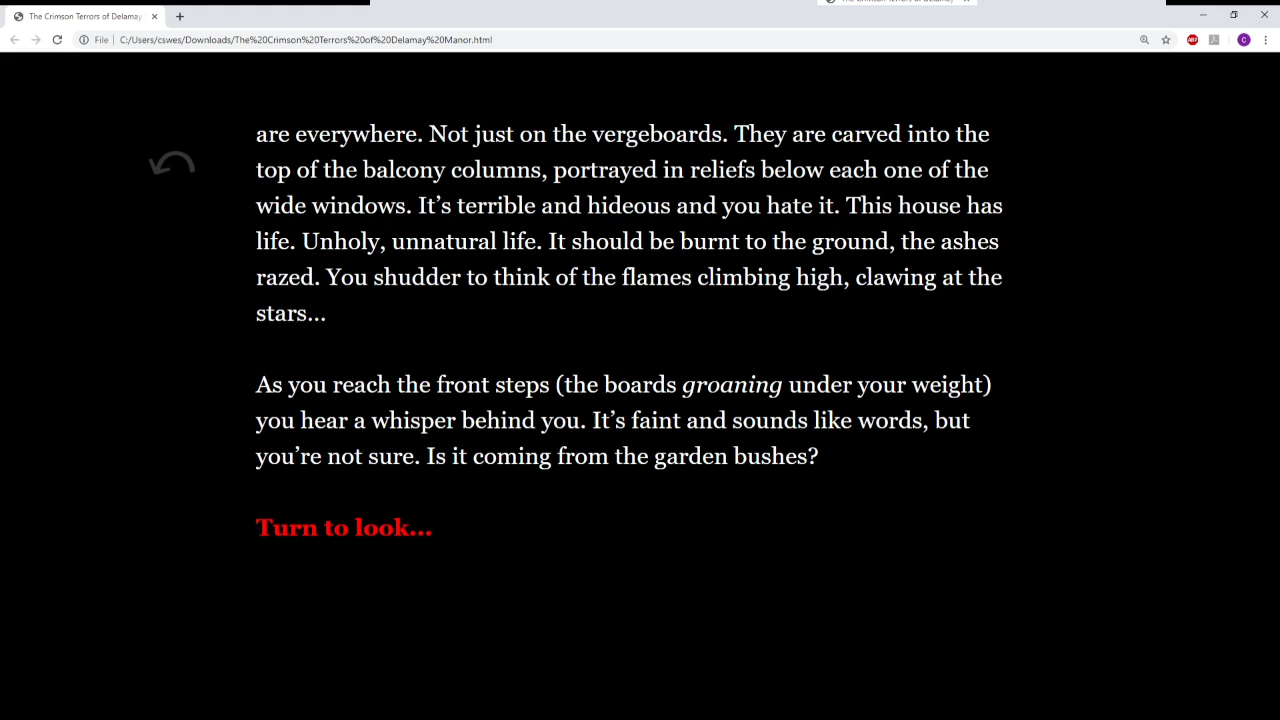 The Crimson Terrors of Delamay
File
C:/Users/cswes/Downloads/The%20Crimson%20Terrors%20of%20Delamay%20Manor.html
ABP
C
are everywhere. Not just on the vergeboards. They are carved into the
top of the balcony columns, portrayed in reliefs below each one of the
wide windows. It’s terrible and hideous and you hate it. This house has
life. Unholy, unnatural life. It should be burnt to the ground, the ashes
razed. You shudder to think of the flames climbing high, clawing at the
stars...
As you reach the front steps (the boards groaning under your weight)
you hear a whisper behind you. It’s faint and sounds like words, but
you’re not sure. Is it coming from the garden bushes?
Turn to look...